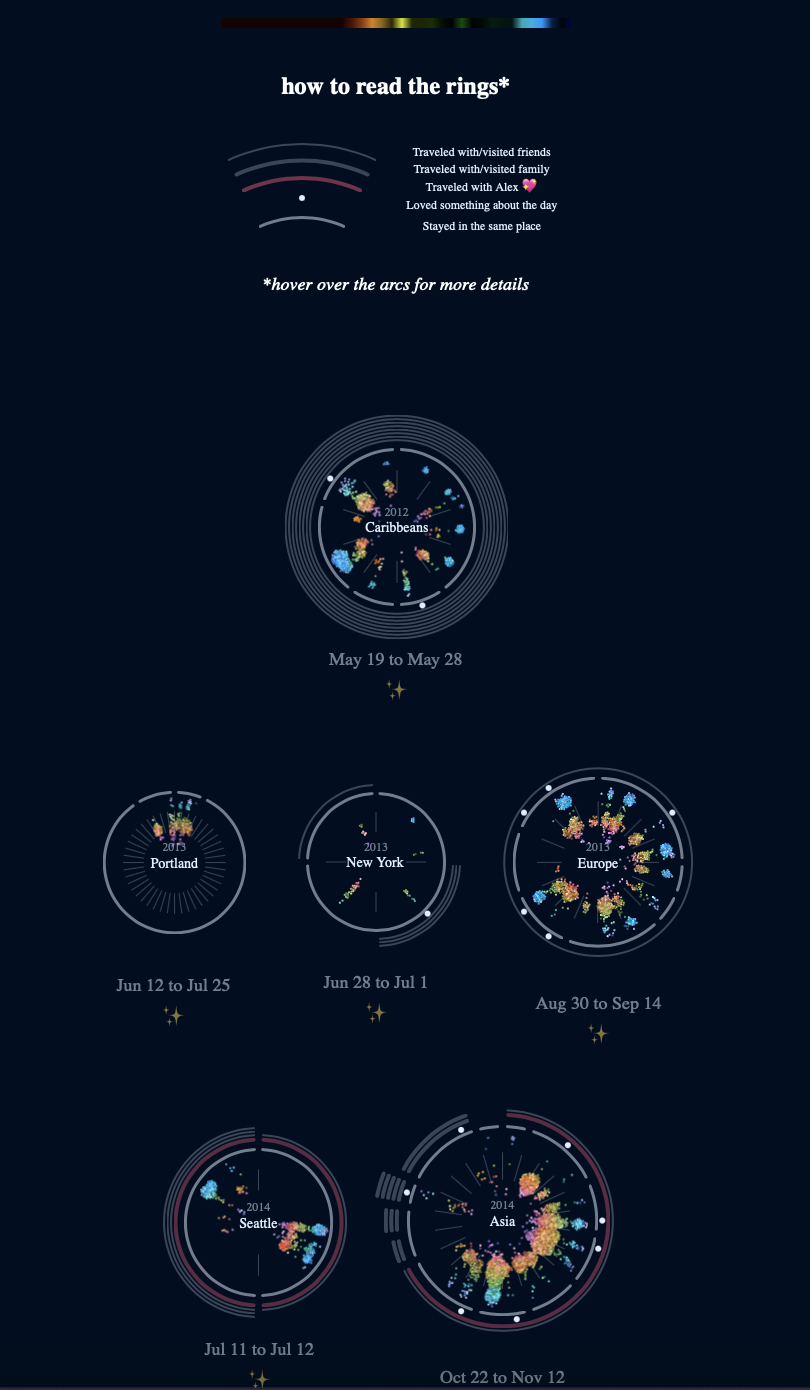 how to read the rings*
Traveled with/visited friends
Traveled with/visited family
Traveled with Alex 💖
Loved something about the day
Stayed in the same place
*hover over the arcs for more details
2012
Caribbeans
May 19 to May 28
2013
Portland
Jun 12 to Jul 25
2013
New York
Jun 28 to Jul 1
2013
Europe
Aug 30 to Sep 14
2014
Seattle
Jul 11 to Jul 12
2014
Asia
Oct 22 to Nov 12